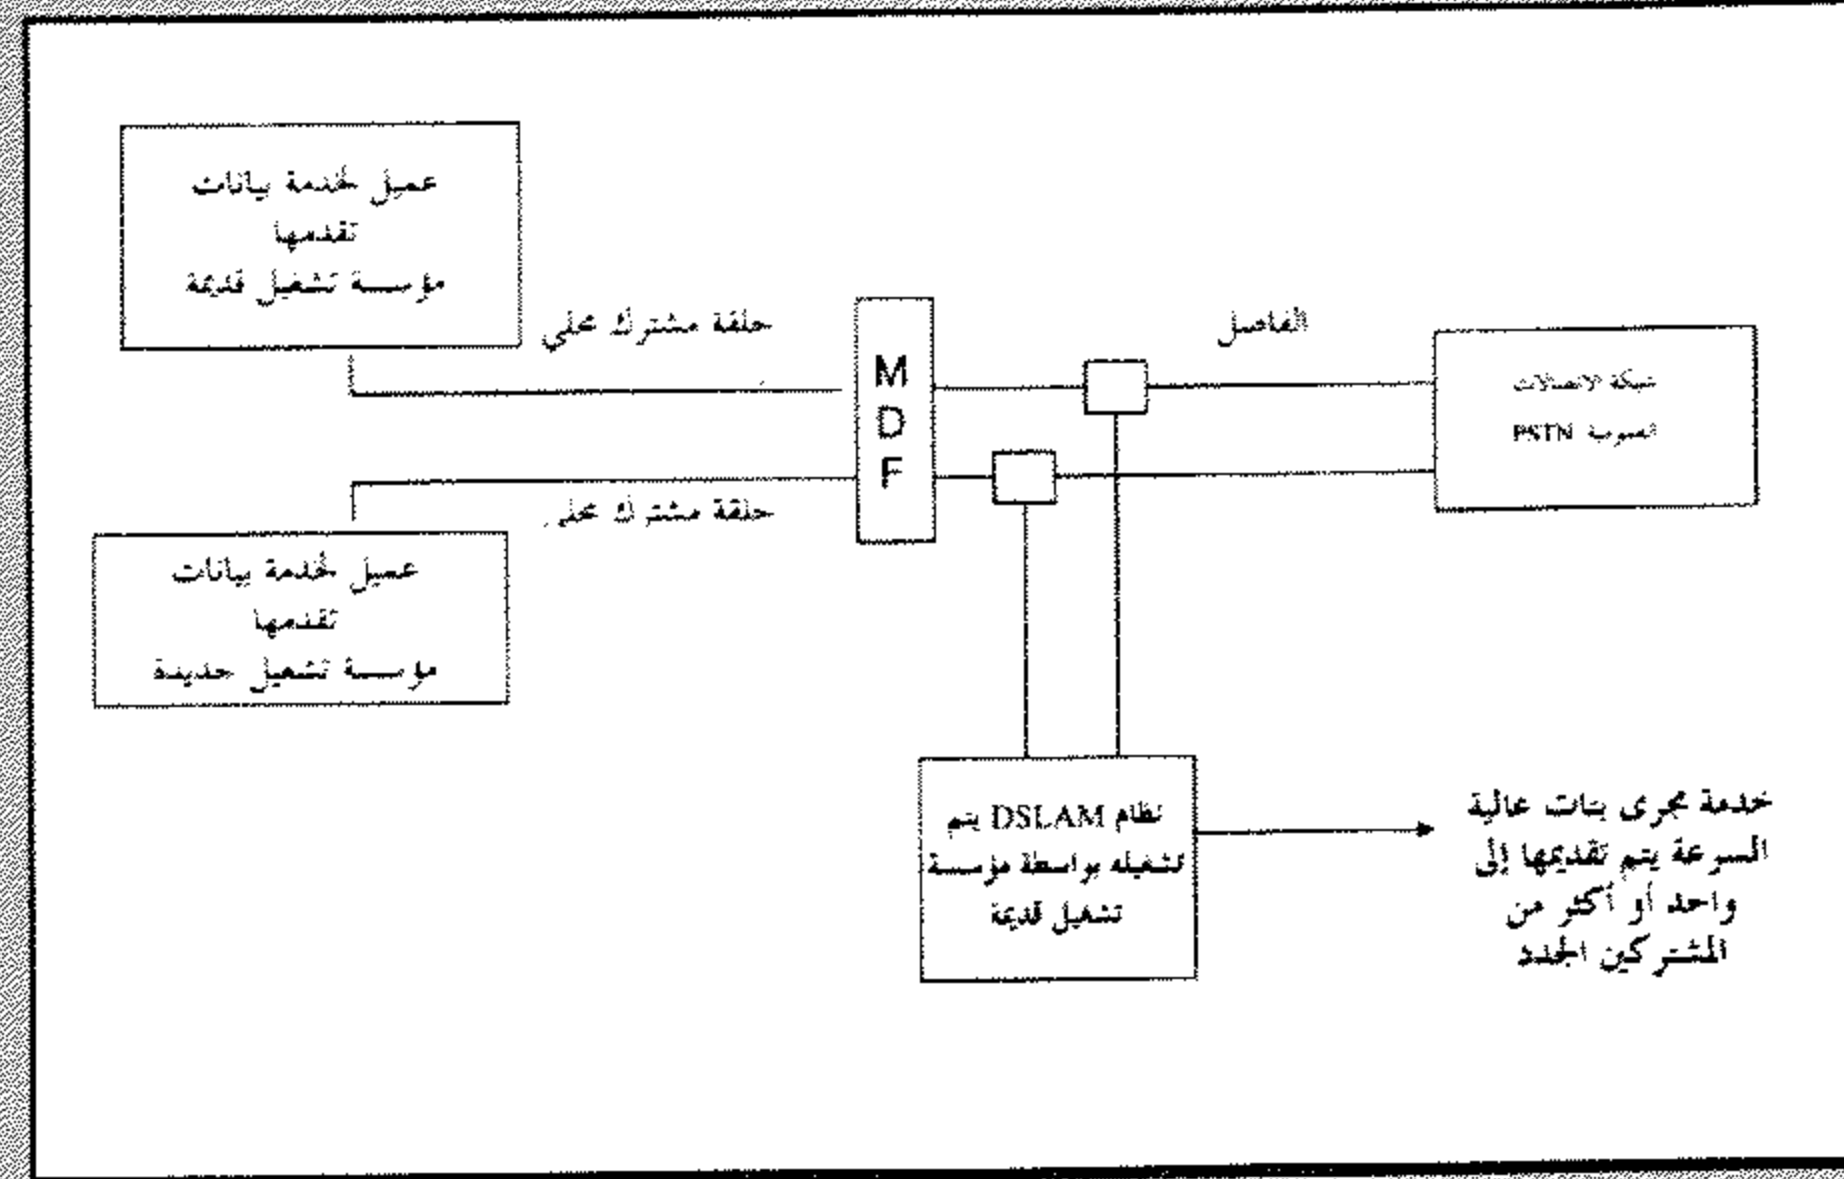 عميل لخدمة بيانات
تقدمها
مؤسسة تشغيل قديمة
حلقة مشترك محلي
M
D
F
الفاصل
شبكة الاتصالات
العمومية PSTN
حلقة مشترك محلي
عميل لخدمة بيانات
تقدمها
مؤسسة تشغيل جديدة
نظام DSLAM يتم
تشغيله بواسطة مؤسسة
تشغيل قديمة
خدمة مجرى بتات عالية
السرعة يتم تقديمها إلى
واحد أو أكثر من
المشتركين الجدد